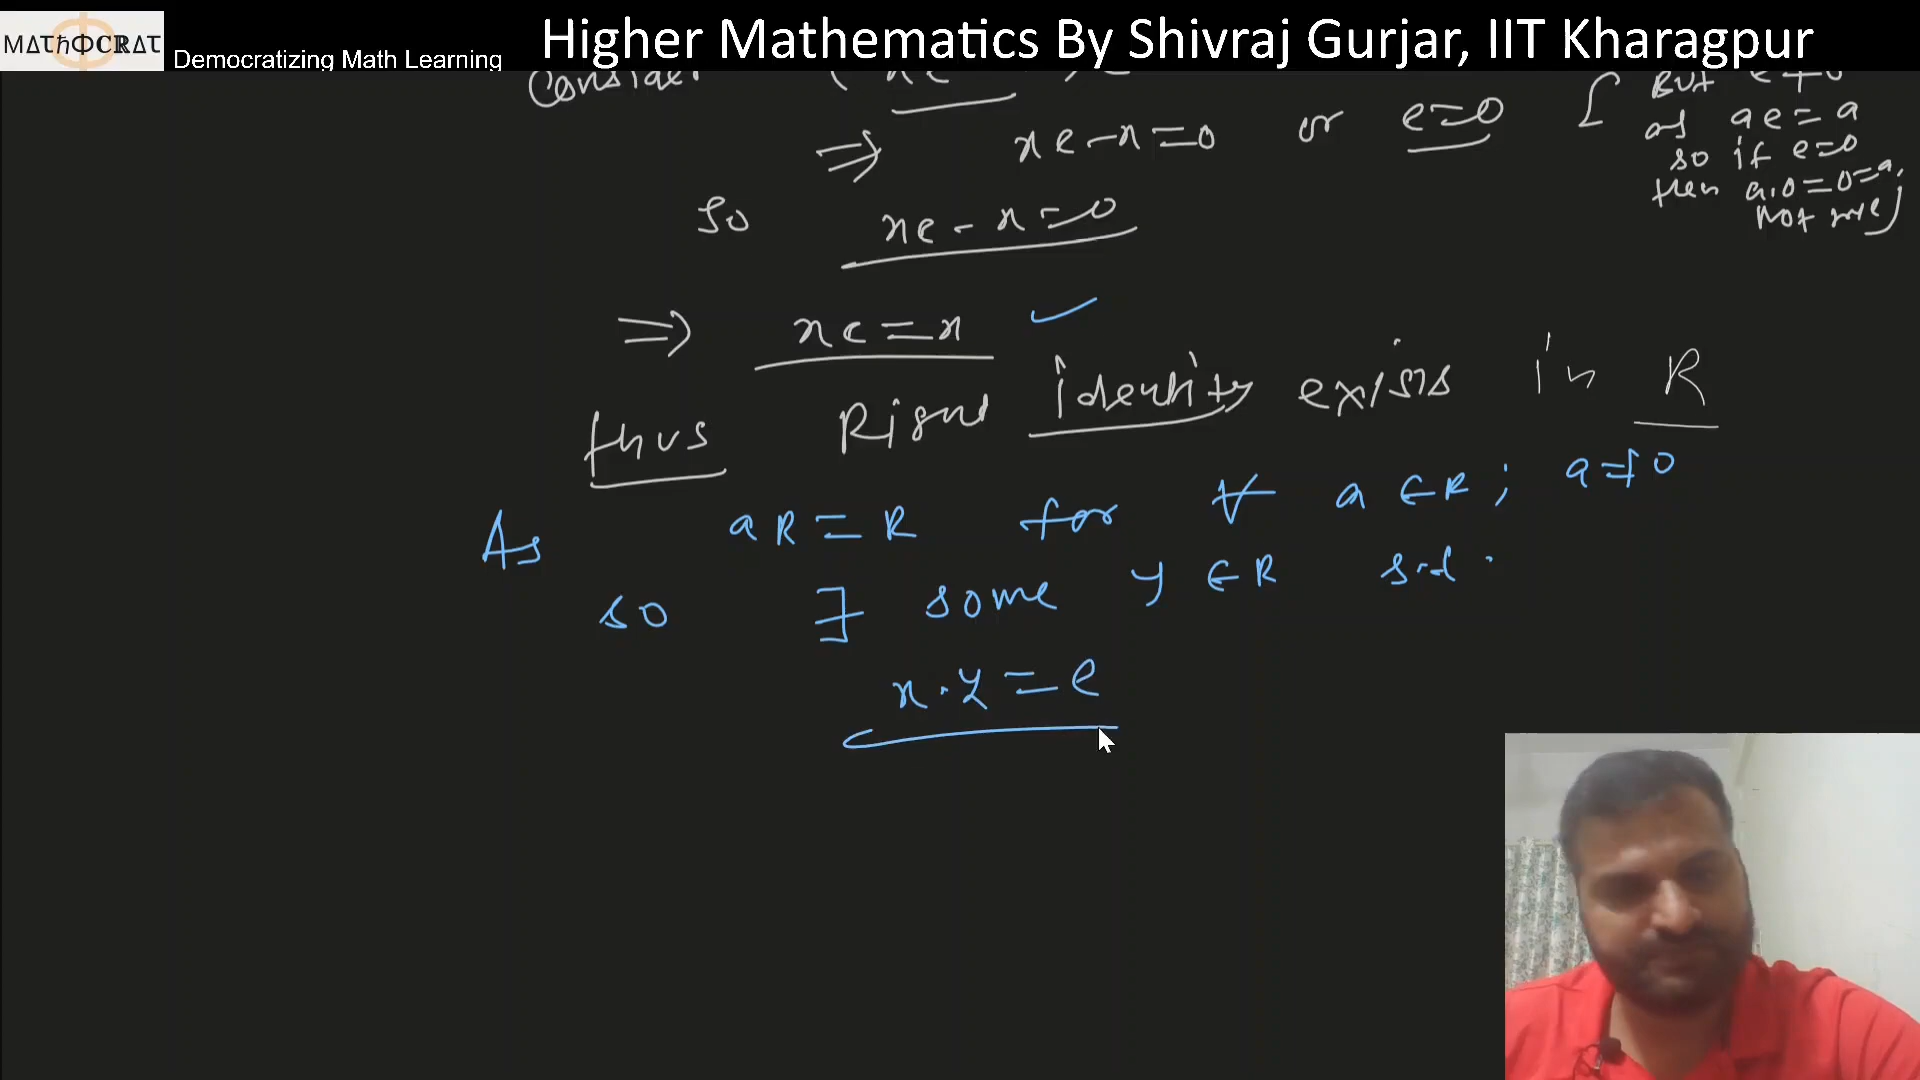 MΔTħΦCRΔT
Democratizing Math Learning
Higher Mathematics By Shivraj Gurjar, IIT Kharagpur
Consider
But e ≠ 0
⇒ xe - x = 0 or e = 0
as ae = a
so if e = 0
then a.0 = 0 = a,
not true)
So xe - x = 0
⇒ xe = x ✓
thus Right identity exists in R
As aR = R for ∀ a ∈ R ; a ≠ 0
so ∃ some y ∈ R s.t.
x . y = e